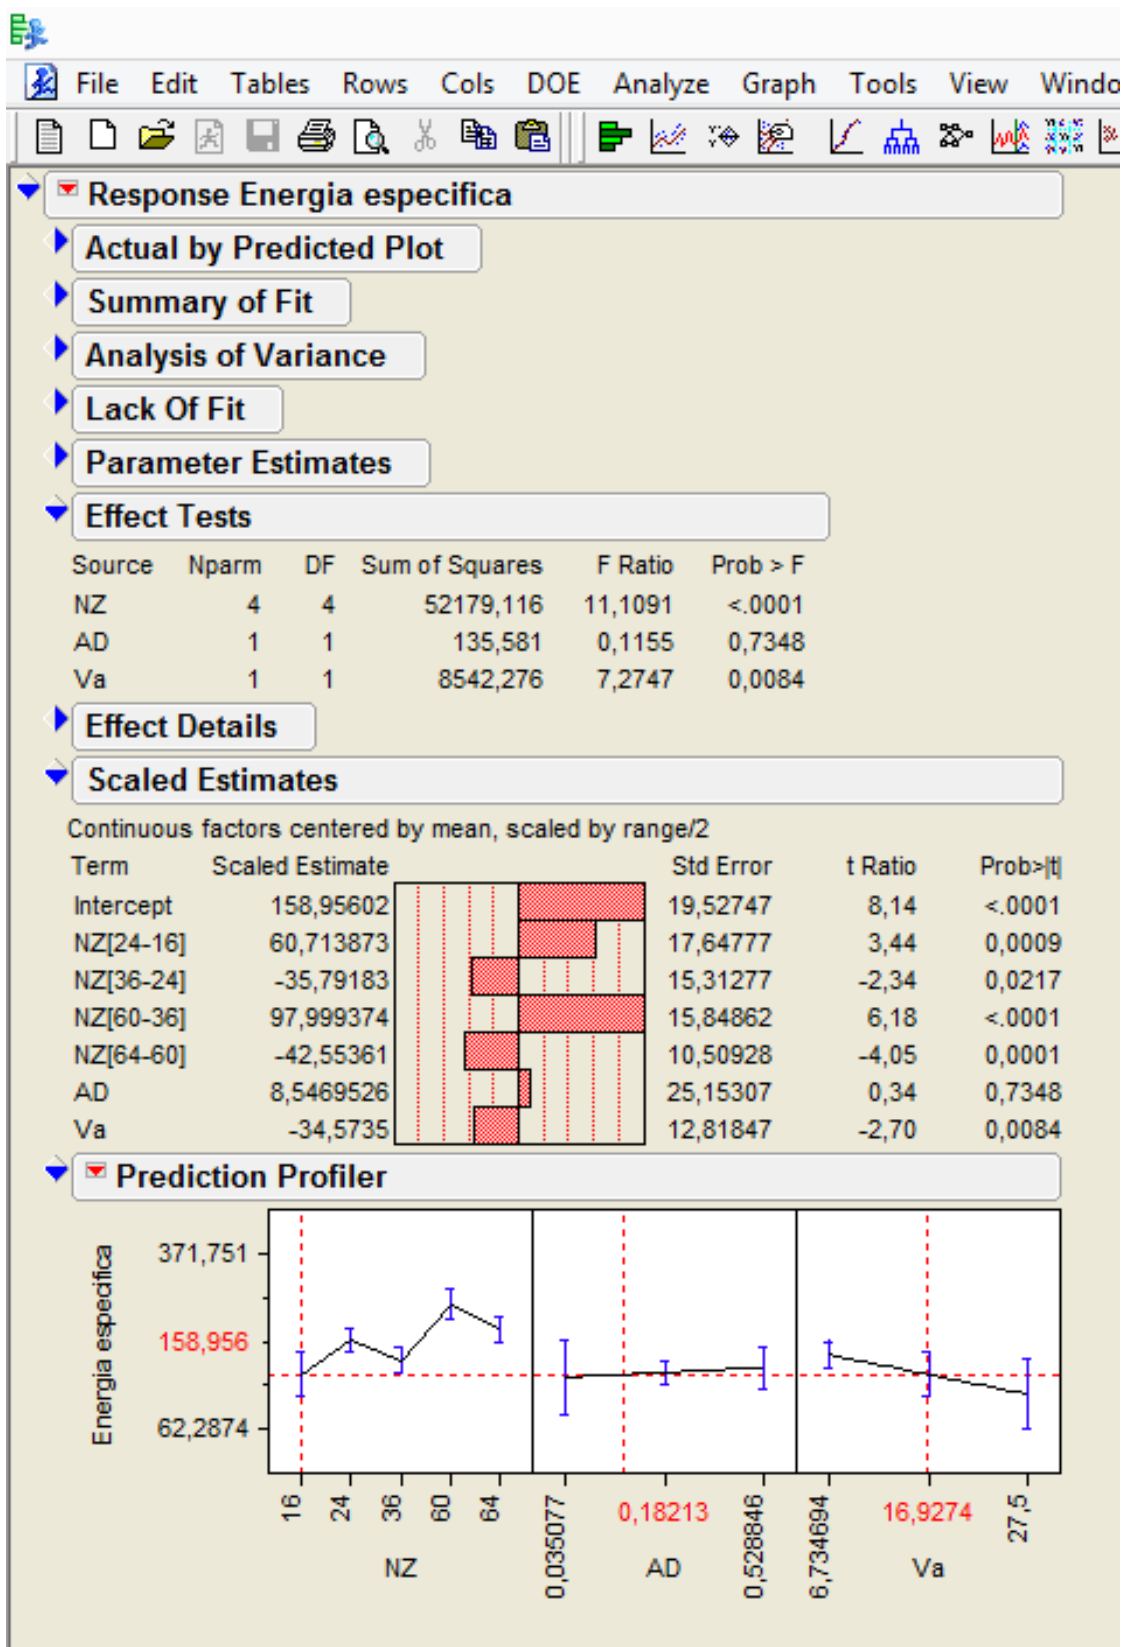 File Edit Tables Rows Cols DOE Analyze Graph Tools View Windo
Response Energia especifica
Actual by Predicted Plot
Summary of Fit
Analysis of Variance
Lack Of Fit
Parameter Estimates
Effect Tests
Source Nparm DF Sum of Squares F Ratio Prob > F
NZ 4 4 52179,116 11,1091 <.0001
AD 1 1 135,581 0,1155 0,7348
Va 1 1 8542,276 7,2747 0,0084
Effect Details
Scaled Estimates
Continuous factors centered by mean, scaled by range/2
Term Scaled Estimate Std Error t Ratio Prob>|t|
Intercept 158,95602 19,52747 8,14 <.0001
NZ[24-16] 60,713873 17,64777 3,44 0,0009
NZ[36-24] -35,79183 15,31277 -2,34 0,0217
NZ[60-36] 97,999374 15,84862 6,18 <.0001
NZ[64-60] -42,55361 10,50928 -4,05 0,0001
AD 8,5469526 25,15307 0,34 0,7348
Va -34,5735 12,81847 -2,70 0,0084
Prediction Profiler
Energia especifica
371,751
158,956
62,2874
16 24 36 60 64 0,035077 0,18213 0,528846 6,734694 16,9274 27,5
NZ AD Va